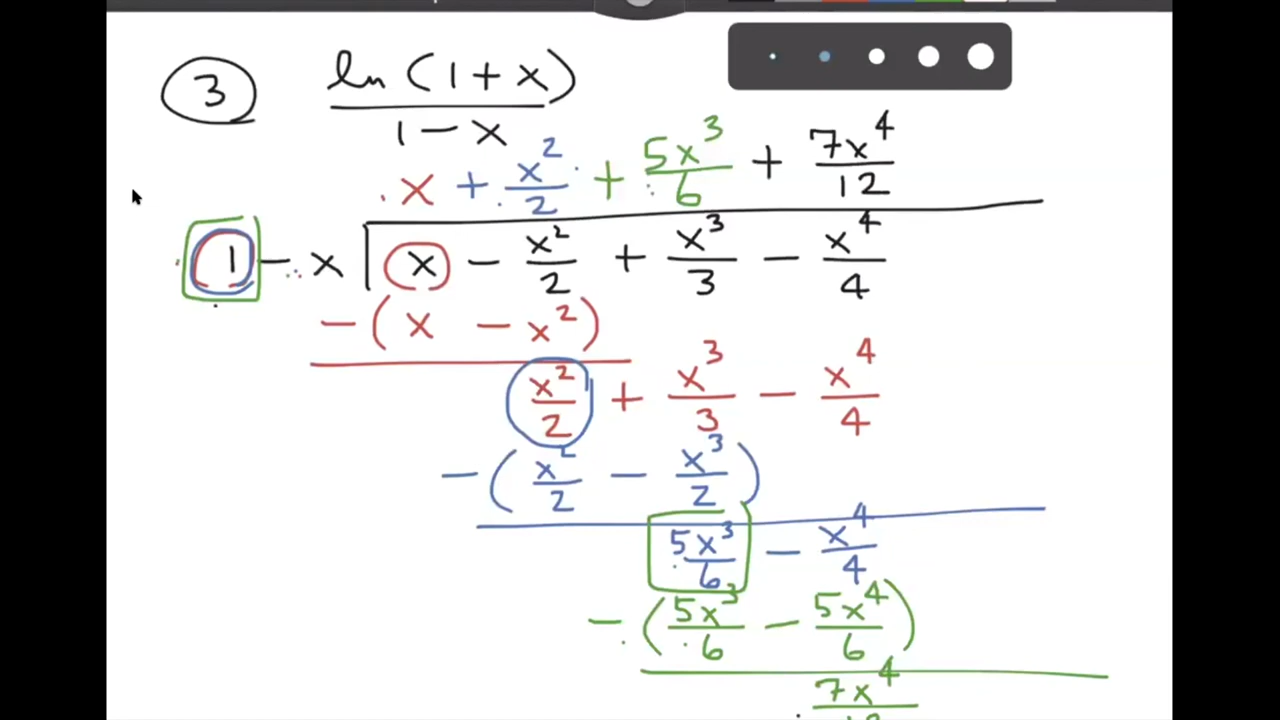 ③ ln(1+x)
1-x
x + x²/2 + 5x³/6 + 7x⁴/12
1 - x | x - x²/2 + x³/3 - x⁴/4
-(x - x²)
x²/2 + x³/3 - x⁴/4
-(x²/2 - x³/2)
5x³/6 - x⁴/4
-(5x³/6 - 5x⁴/6)
7x⁴